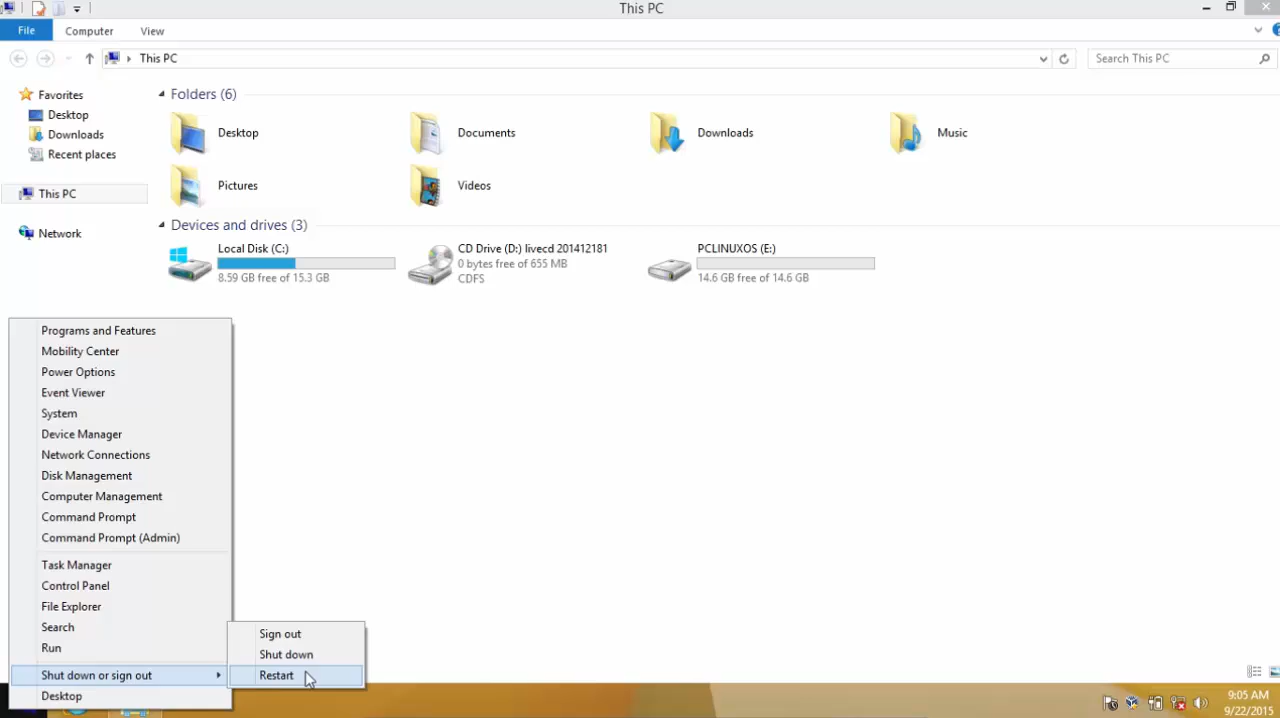 This PC
File
Computer
View
This PC
Search This PC
Favorites
Desktop
Downloads
Recent places
This PC
Network
Folders (6)
Desktop
Documents
Downloads
Music
Pictures
Videos
Devices and drives (3)
Local Disk (C:)
8.59 GB free of 15.3 GB
CD Drive (D:) livecd 201412181
0 bytes free of 655 MB
CDFS
PCLINUXOS (E:)
14.6 GB free of 14.6 GB
Programs and Features
Mobility Center
Power Options
Event Viewer
System
Device Manager
Network Connections
Disk Management
Computer Management
Command Prompt
Command Prompt (Admin)
Task Manager
Control Panel
File Explorer
Search
Run
Shut down or sign out
Desktop
Sign out
Shut down
Restart
9:05 AM
9/22/2015